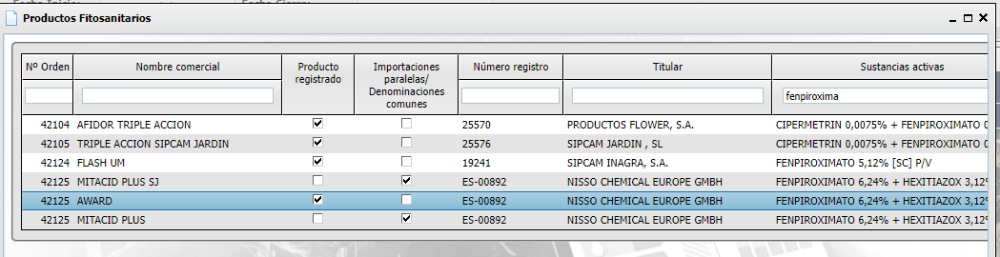 Productos Fitosanitarios
Nº Orden Nombre comercial Producto registrado Importaciones paralelas/ Denominaciones comunes Número registro Titular Sustancias activas
fenpiroxima
42104 AFIDOR TRIPLE ACCION 25570 PRODUCTOS FLOWER, S.A. CIPERMETRIN 0,0075% + FENPIROXIMATO 0
42105 TRIPLE ACCION SIPCAM JARDIN 25576 SIPCAM JARDIN , SL CIPERMETRIN 0,0075% + FENPIROXIMATO 0
42124 FLASH UM 19241 SIPCAM INAGRA, S.A. FENPIROXIMATO 5,12% [SC] P/V
42125 MITACID PLUS SJ ES-00892 NISSO CHEMICAL EUROPE GMBH FENPIROXIMATO 6,24% + HEXITIAZOX 3,12%
42125 AWARD ES-00892 NISSO CHEMICAL EUROPE GMBH FENPIROXIMATO 6,24% + HEXITIAZOX 3,12%
42125 MITACID PLUS ES-00892 NISSO CHEMICAL EUROPE GMBH FENPIROXIMATO 6,24% + HEXITIAZOX 3,12%